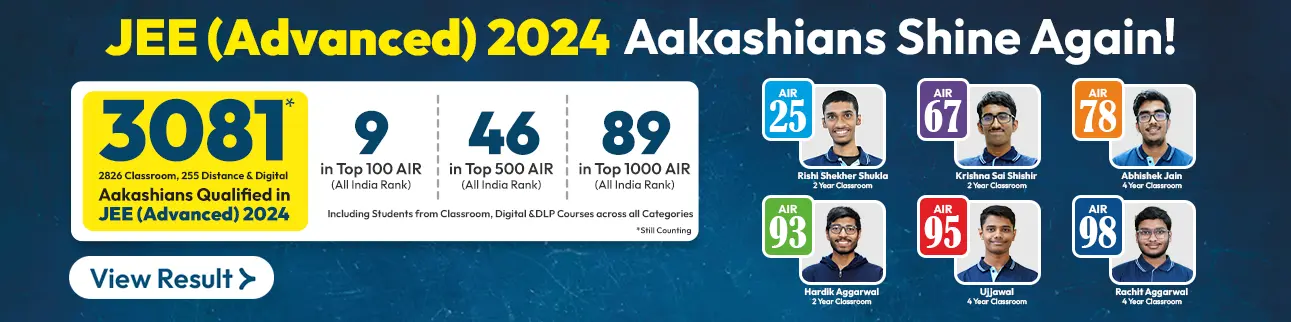 JEE (Advanced) 2024 Aakashians Shine Again!
3081*
2826 Classroom, 255 Distance & Digital
Aakashians Qualified in
JEE (Advanced) 2024
9
in Top 100 AIR
(All India Rank)
46
in Top 500 AIR
(All India Rank)
89
in Top 1000 AIR
(All India Rank)
Including Students from Classroom, Digital &DLP Courses across all Categories
*Still Counting
View Result
AIR
25
Rishi Shekher Shukla
2 Year Classroom
AIR
67
Krishna Sai Shishir
2 Year Classroom
AIR
78
Abhishek Jain
4 Year Classroom
AIR
93
Hardik Aggarwal
2 Year Classroom
AIR
95
Ujjawal
4 Year Classroom
AIR
98
Rachit Aggarwal
4 Year Classroom